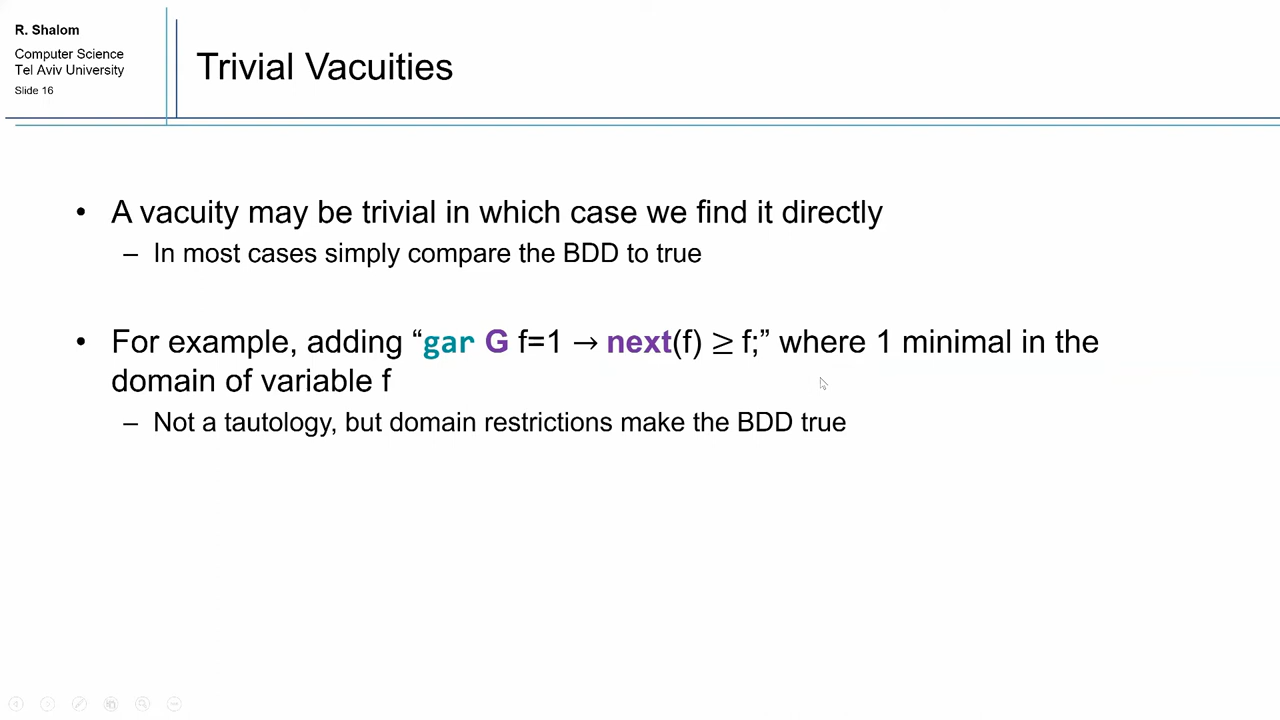 R. Shalom
Computer Science
Tel Aviv University
Slide 16
Trivial Vacuities
• A vacuity may be trivial in which case we find it directly
– In most cases simply compare the BDD to true
• For example, adding “gar G f=1 → next(f) ≥ f;” where 1 minimal in the
domain of variable f
– Not a tautology, but domain restrictions make the BDD true